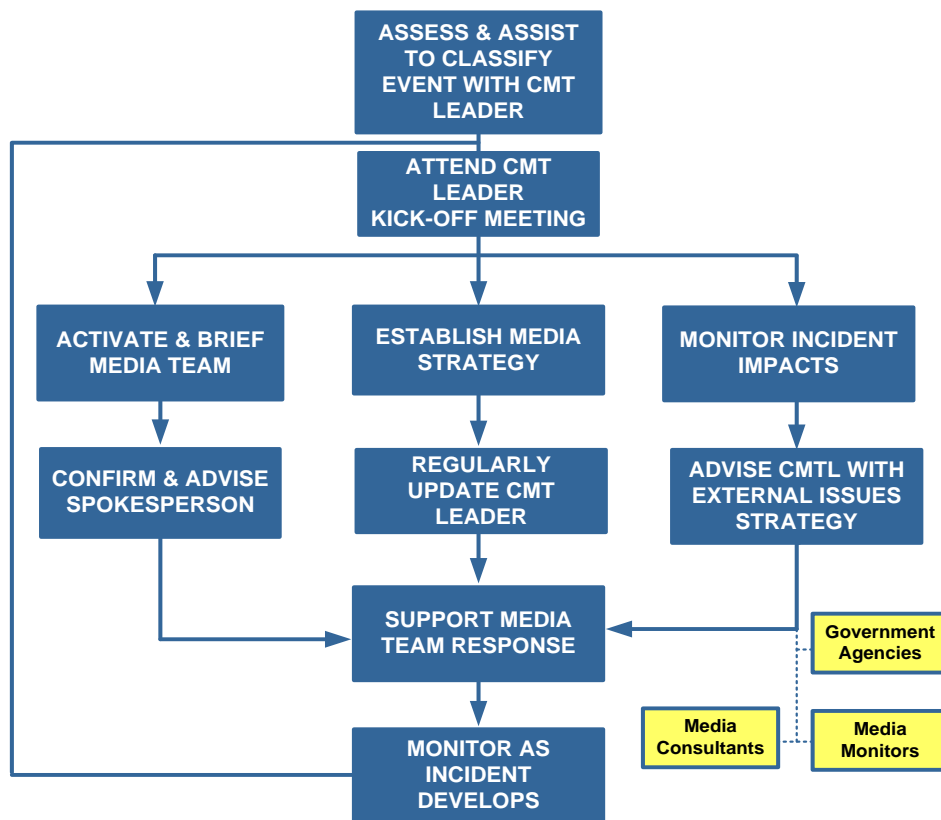 ASSESS & ASSIST
TO CLASSIFY
EVENT WITH CMT
LEADER
ATTEND CMT
LEADER
KICK-OFF MEETING
ACTIVATE & BRIEF
MEDIA TEAM
ESTABLISH MEDIA
STRATEGY
MONITOR INCIDENT
IMPACTS
CONFIRM & ADVISE
SPOKESPERSON
REGULARLY
UPDATE CMT
LEADER
ADVISE CMTL WITH
EXTERNAL ISSUES
STRATEGY
SUPPORT MEDIA
TEAM RESPONSE
Government
Agencies
Media
Consultants
Media
Monitors
MONITOR AS
INCIDENT
DEVELOPS